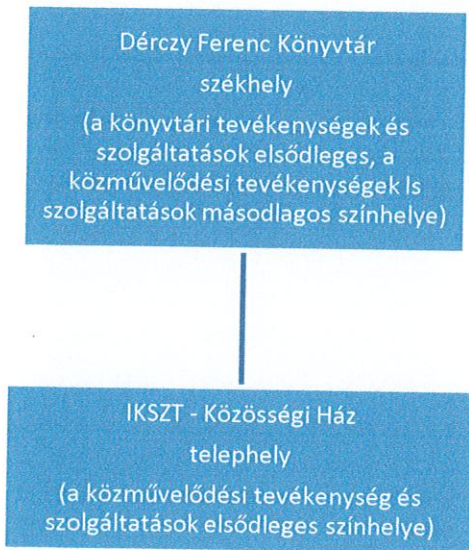 Dérczy Ferenc Könyvtár
székhely
(a könyvtári tevékenységek és
szolgáltatások elsődleges, a
közművelődési tevékenységek ls
szolgáltatások másodlagos színhelye)
IKSZT - Közösségi Ház
telephely
(a közművelődési tevékenység és
szolgáltatások elsődleges színhelye)